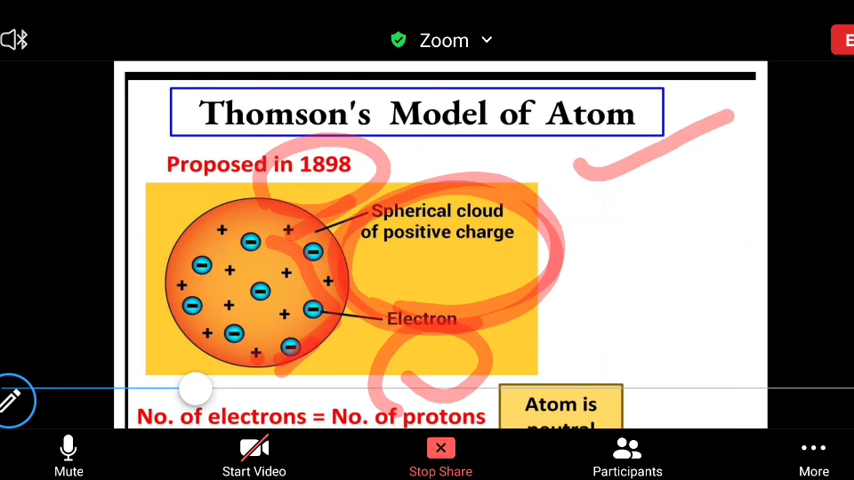 Zoom
E
Thomson's Model of Atom
Proposed in 1898
Spherical cloud
of positive charge
Electron
No. of electrons = No. of protons
Atom is
neutral
Mute
Start Video
Stop Share
Participants
More